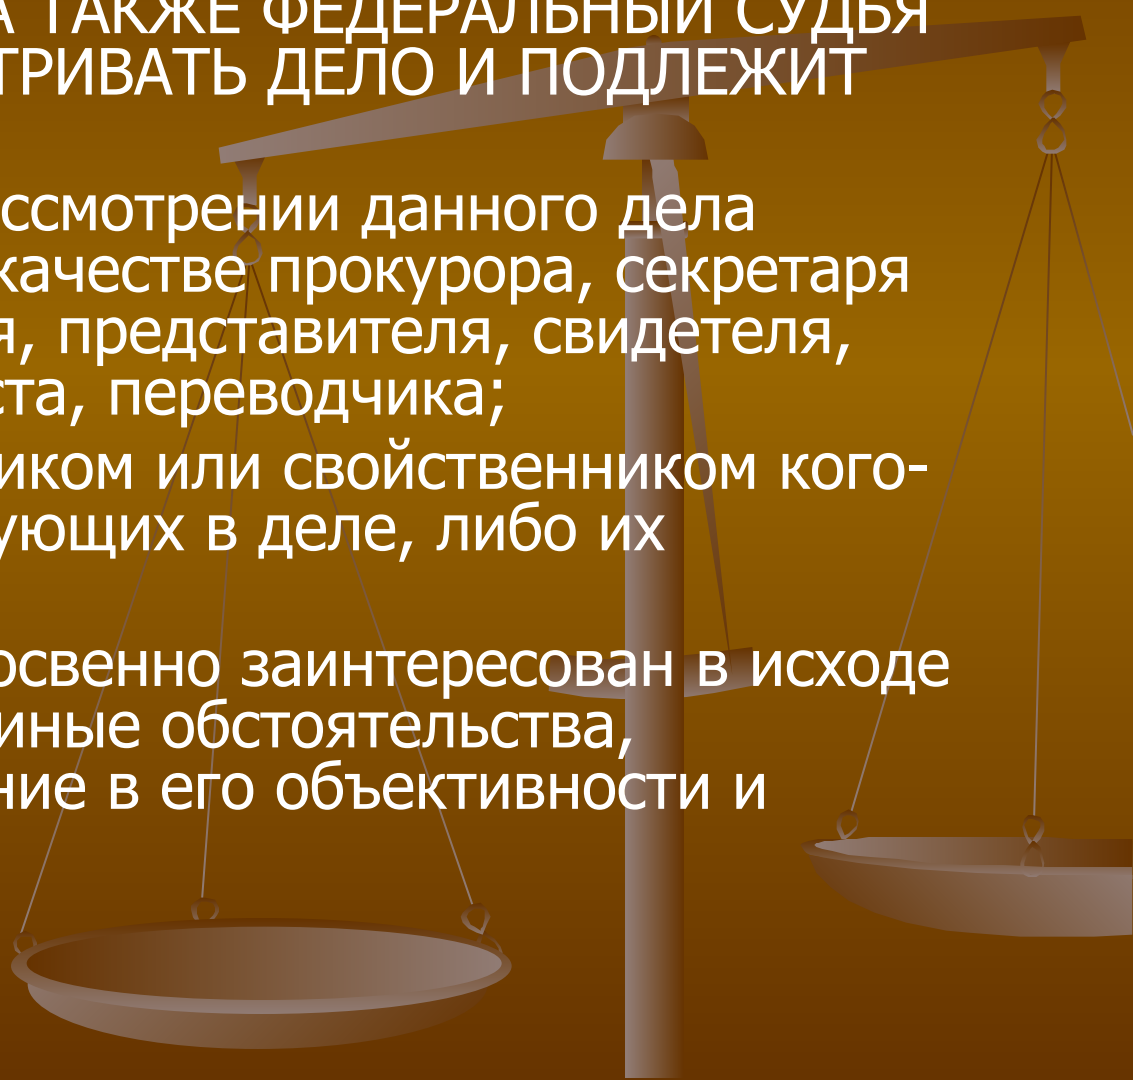 А ТАКЖЕ ФЕДЕРАЛЬНЫЙ СУДЬЯ
ТРИВАТЬ ДЕЛО И ПОДЛЕЖИТ
ссмотрении данного дела
качестве прокурора, секретаря
я, представителя, свидетеля,
ста, переводчика;
иком или свойственником кого-
ующих в деле, либо их
освенно заинтересован в исходе
иные обстоятельства,
ние в его объективности и